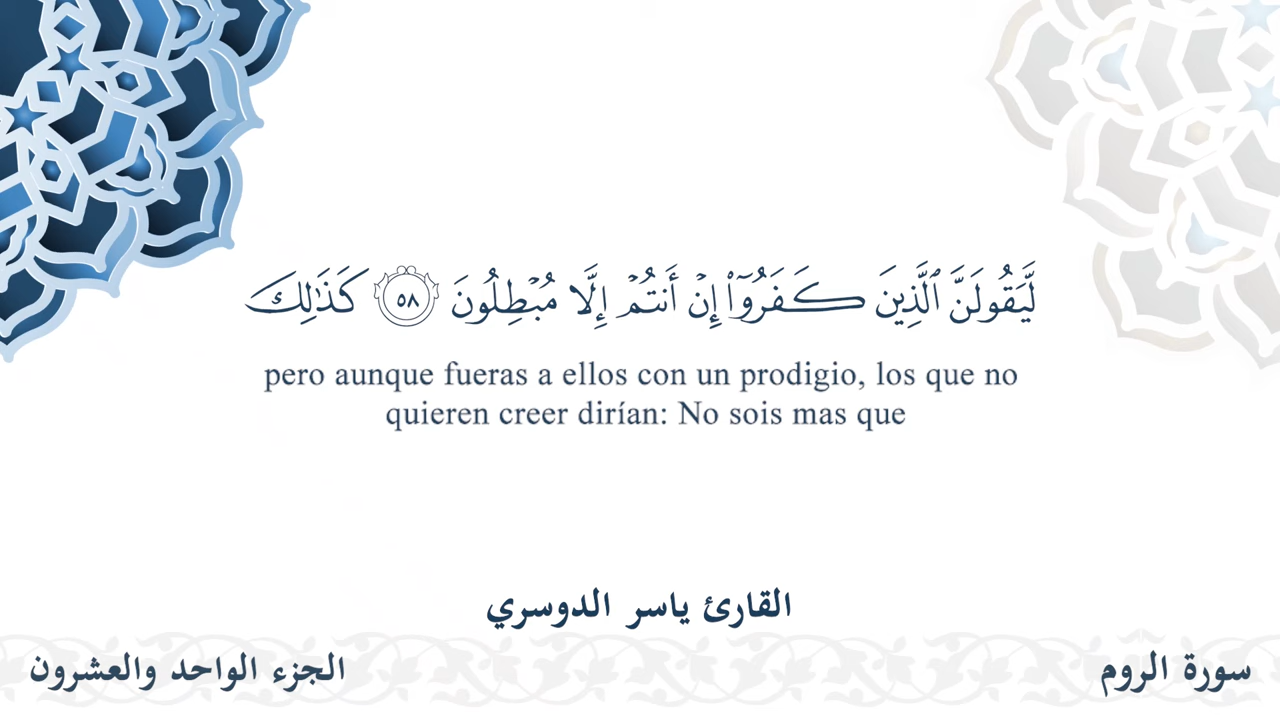 لَّيَقُولَنَّ ٱلَّذِينَ كَفَرُوٓاْ إِنۡ أَنتُمۡ إِلَّا مُبۡطِلُونَ ٥٨ كَذَٰلِكَ
pero aunque fueras a ellos con un prodigio, los que no
quieren creer dirían: No sois mas que
القارئ ياسر الدوسري
سورة الروم
الجزء الواحد والعشرون